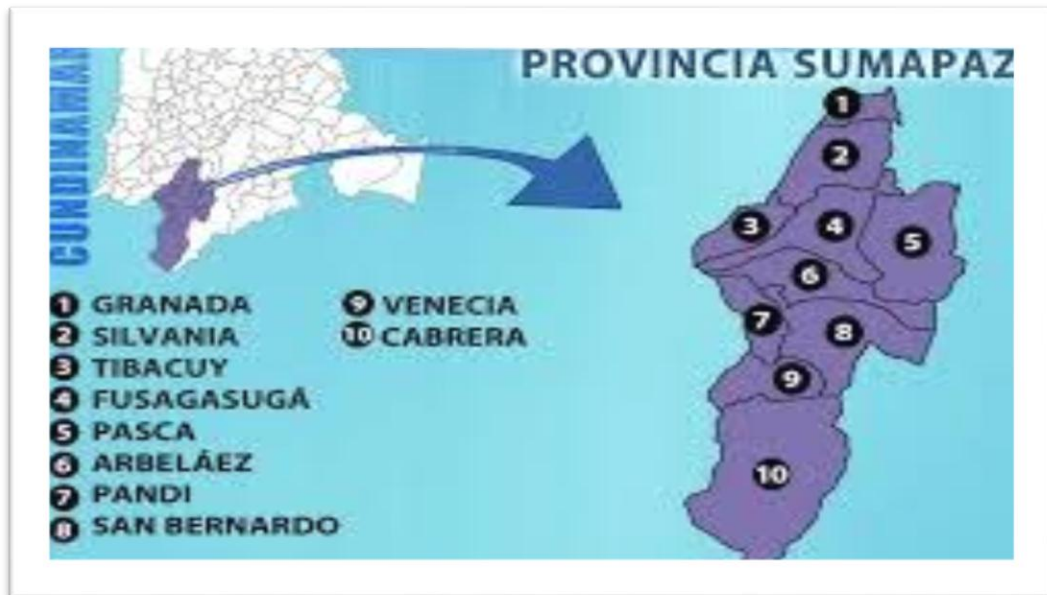 PROVINCIA SUMAPAZ
1 GRANADA
2 SILVANIA
3 TIBACUY
4 FUSAGASUGÁ
5 PASCA
6 ARBELÁEZ
7 PANDI
8 SAN BERNARDO
9 VENECIA
10 CABRERA
1
2
3
4
5
6
7
8
9
10